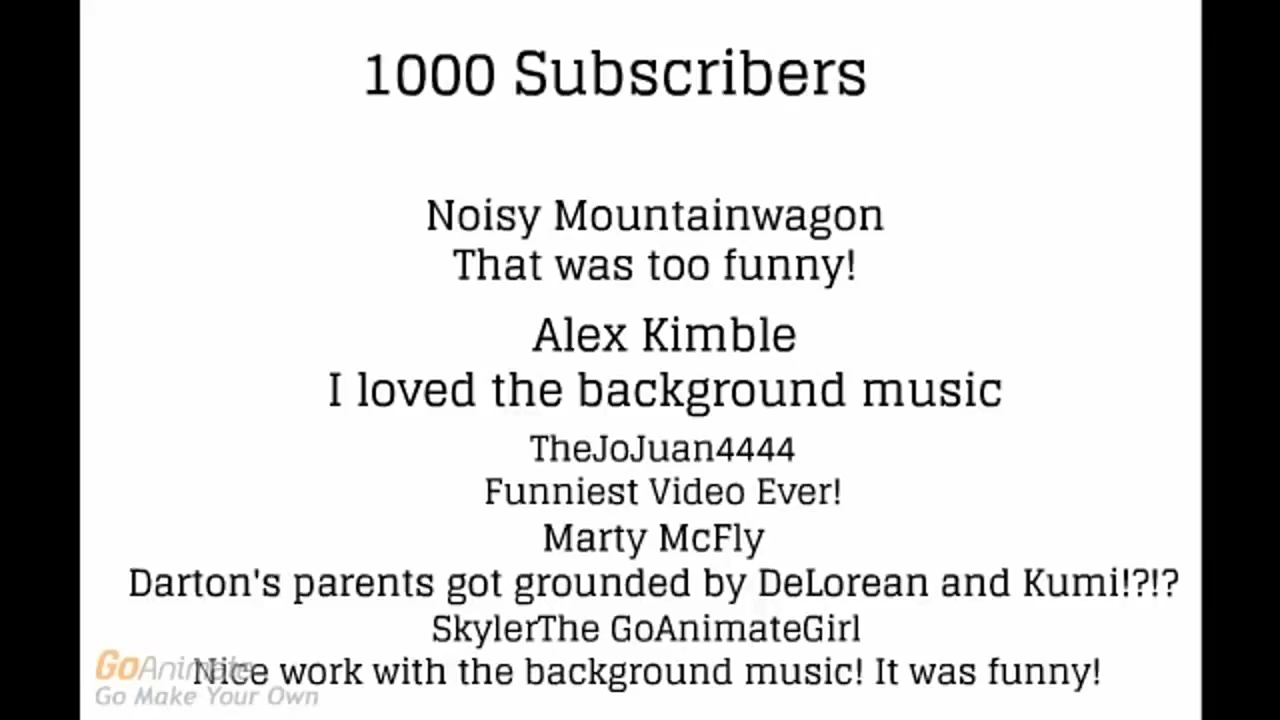 1000 Subscribers
Noisy Mountainwagon
That was too funny!
Alex Kimble
I loved the background music
TheJoJuan4444
Funniest Video Ever!
Marty McFly
Darton's parents got grounded by DeLorean and Kumi!?!?
SkylerThe GoAnimateGirl
Nice work with the background music! It was funny!
GoAnimate
Go Make Your Own